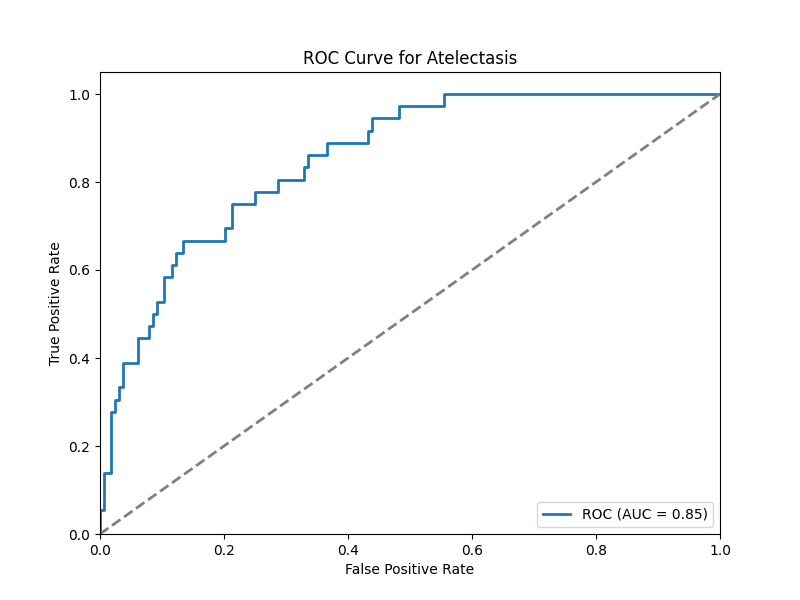 ROC Curve for Atelectasis
True Positive Rate
1.0
0.8
0.6
0.4
0.2
0.0
ROC (AUC = 0.85)
0.0 0.2 0.4 0.6 0.8 1.0
False Positive Rate